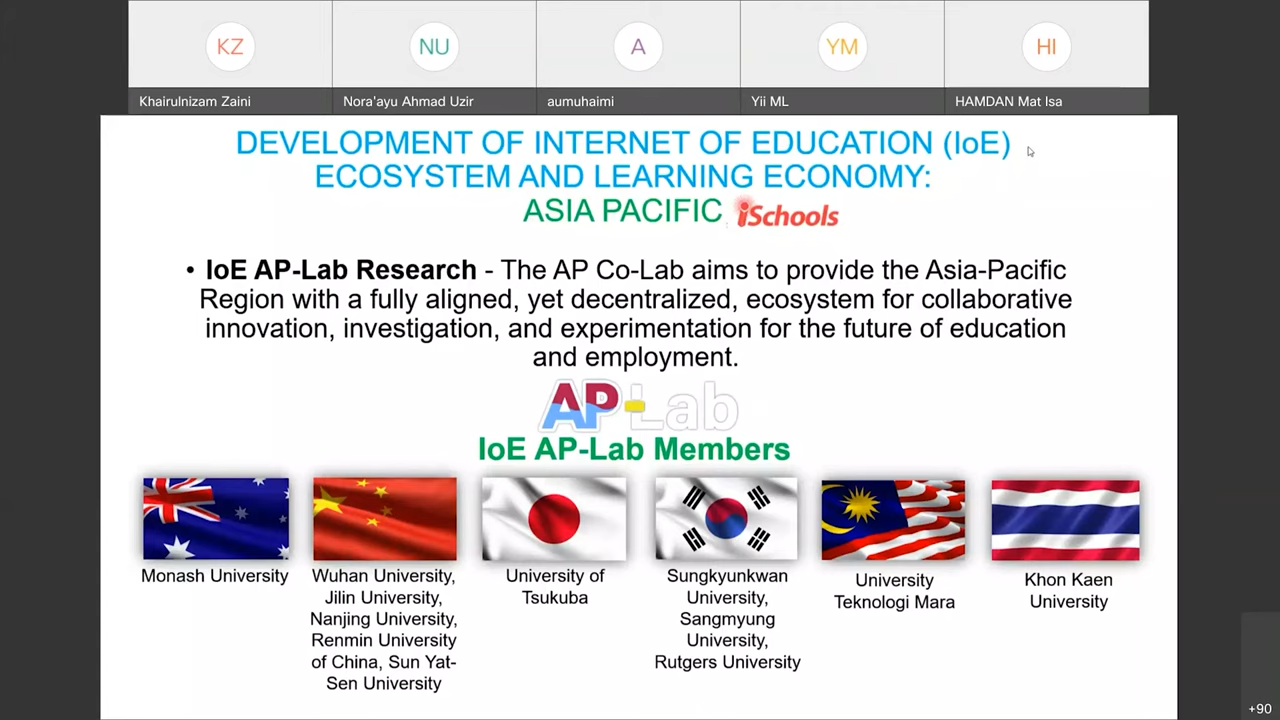 KZ
NU
A
YM
HI
Khairulnizam Zaini
Nora'ayu Ahmad Uzir
aumuhaimi
Yii ML
HAMDAN Mat Isa
DEVELOPMENT OF INTERNET OF EDUCATION (IoE)
ECOSYSTEM AND LEARNING ECONOMY:
ASIA PACIFIC iSchools
• IoE AP-Lab Research - The AP Co-Lab aims to provide the Asia-Pacific
Region with a fully aligned, yet decentralized, ecosystem for collaborative
innovation, investigation, and experimentation for the future of education
and employment.
AP-Lab
IoE AP-Lab Members
Monash University
Wuhan University,
Jilin University,
Nanjing University,
Renmin University
of China, Sun Yat-
Sen University
University of
Tsukuba
Sungkyunkwan
University,
Sangmyung
University,
Rutgers University
University
Teknologi Mara
Khon Kaen
University
+90